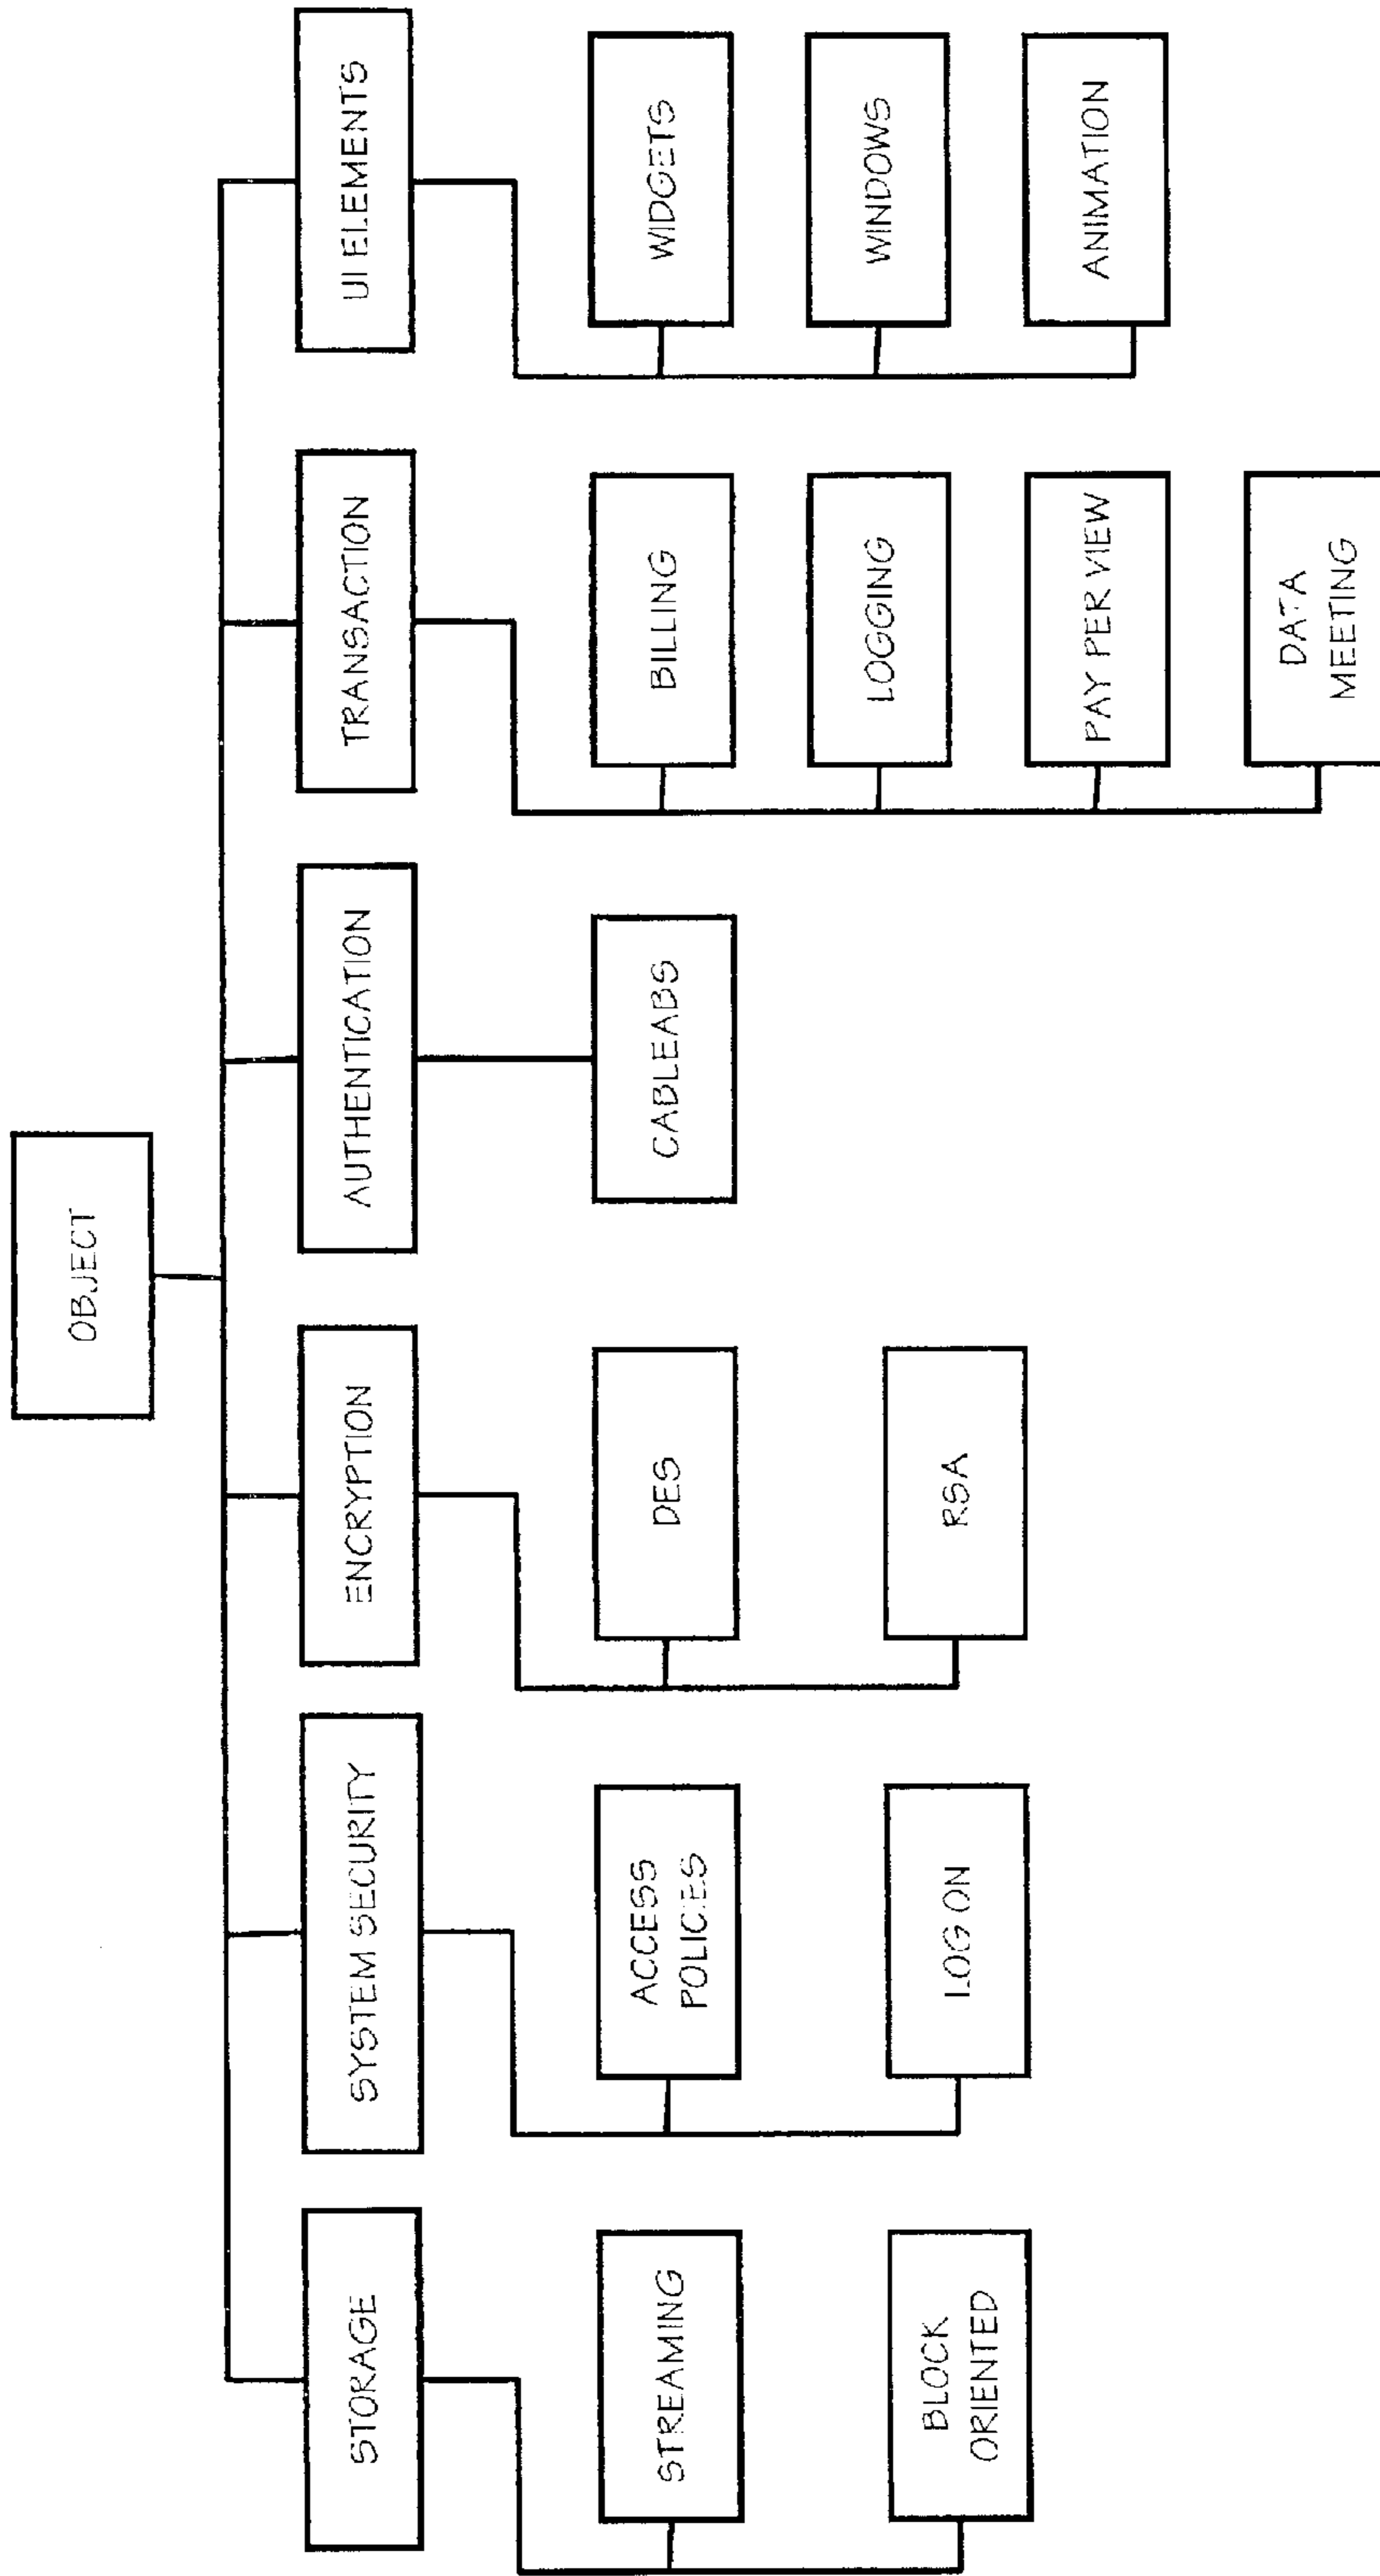 OBJECT
STORAGE
SYSTEM SECURITY
ENCRYPTION
AUTHENTICATION
TRANSACTION
UI ELEMENTS
STREAMING
ACCESS
POLICIES
DES
CABLEABS
BILLING
WIDGETS
LOGGING
WINDOWS
BLOCK
ORIENTED
LOG ON
RSA
PAY PER VIEW
ANIMATION
DATA
MEETING